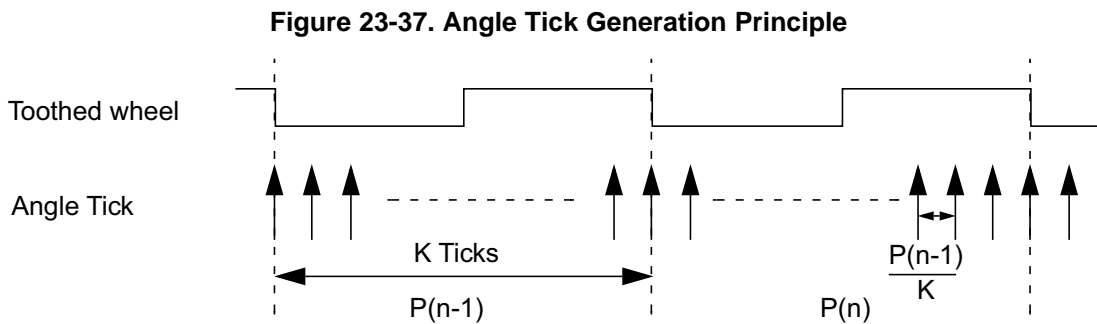 Figure 23-37. Angle Tick Generation Principle
Toothed wheel
Angle Tick
K Ticks
P(n-1)
P(n-1)
K
P(n)